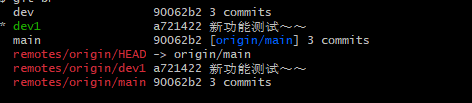 dev 90062b2 3 commits
* dev1 a721422 新功能测试～～
main 90062b2 [origin/main] 3 commits
remotes/origin/HEAD -> origin/main
remotes/origin/dev1 a721422 新功能测试～～
remotes/origin/main 90062b2 3 commits